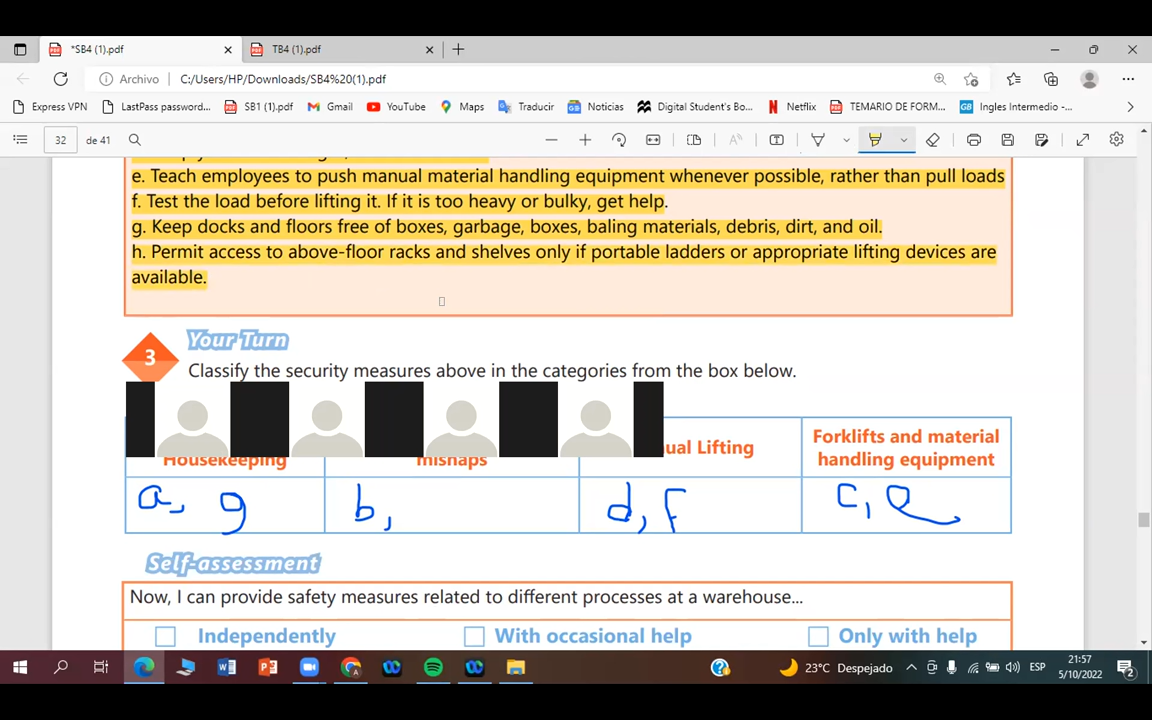 *SB4 (1).pdf
TB4 (1).pdf
Archivo C:/Users/HP/Downloads/SB4%20(1).pdf
Express VPN LastPass password... SB1 (1).pdf Gmail YouTube Maps Traducir Noticias Digital Student's Bo... Netflix TEMARIO DE FORM... Ingles Intermedio -...
32 de 41
e. Teach employees to push manual material handling equipment whenever possible, rather than pull loads
f. Test the load before lifting it. If it is too heavy or bulky, get help.
g. Keep docks and floors free of boxes, garbage, boxes, baling materials, debris, dirt, and oil.
h. Permit access to above-floor racks and shelves only if portable ladders or appropriate lifting devices are
available.
3 Your Turn
Classify the security measures above in the categories from the box below.
Housekeeping
mishaps
Lifting
Forklifts and material
handling equipment
a, g
b,
d, f
c, e
Self-assessment
Now, I can provide safety measures related to different processes at a warehouse...
Independently With occasional help Only with help
23°C Despejado ESP 21:57
5/10/2022
2